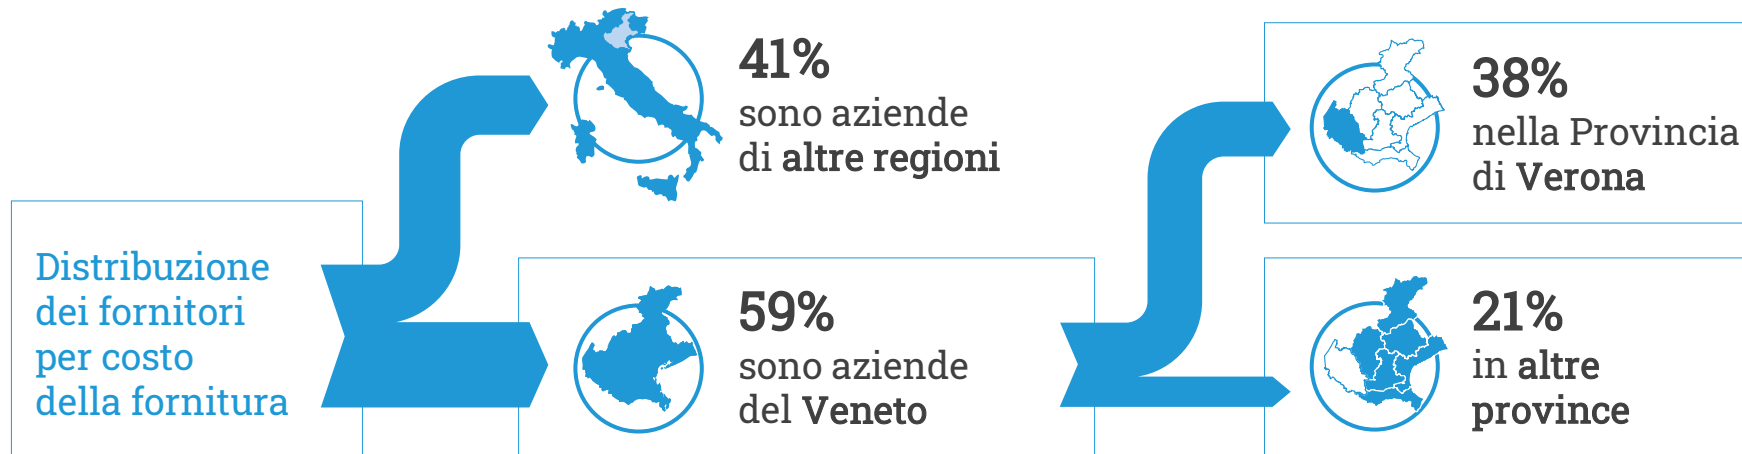 Distribuzione
dei fornitori
per costo
della fornitura
41%
sono aziende
di altre regioni
59%
sono aziende
del Veneto
38%
nella Provincia
di Verona
21%
in altre
province